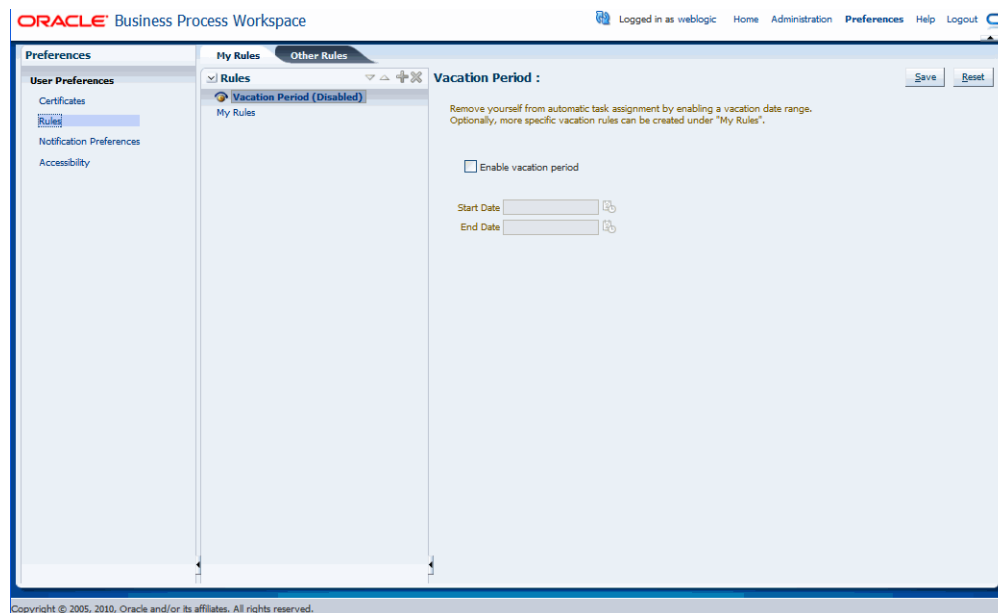 ORACLE Business Process Workspace
Logged in as weblogic Home Administration Preferences Help Logout
Preferences
User Preferences
Certificates
Rules
Notification Preferences
Accessibility
My Rules
Other Rules
Rules
Vacation Period (Disabled)
My Rules
Vacation Period :
Save Reset
Remove yourself from automatic task assignment by enabling a vacation date range.
Optionally, more specific vacation rules can be created under "My Rules".
Enable vacation period
Start Date
End Date
Copyright © 2005, 2010, Oracle and/or its affiliates. All rights reserved.